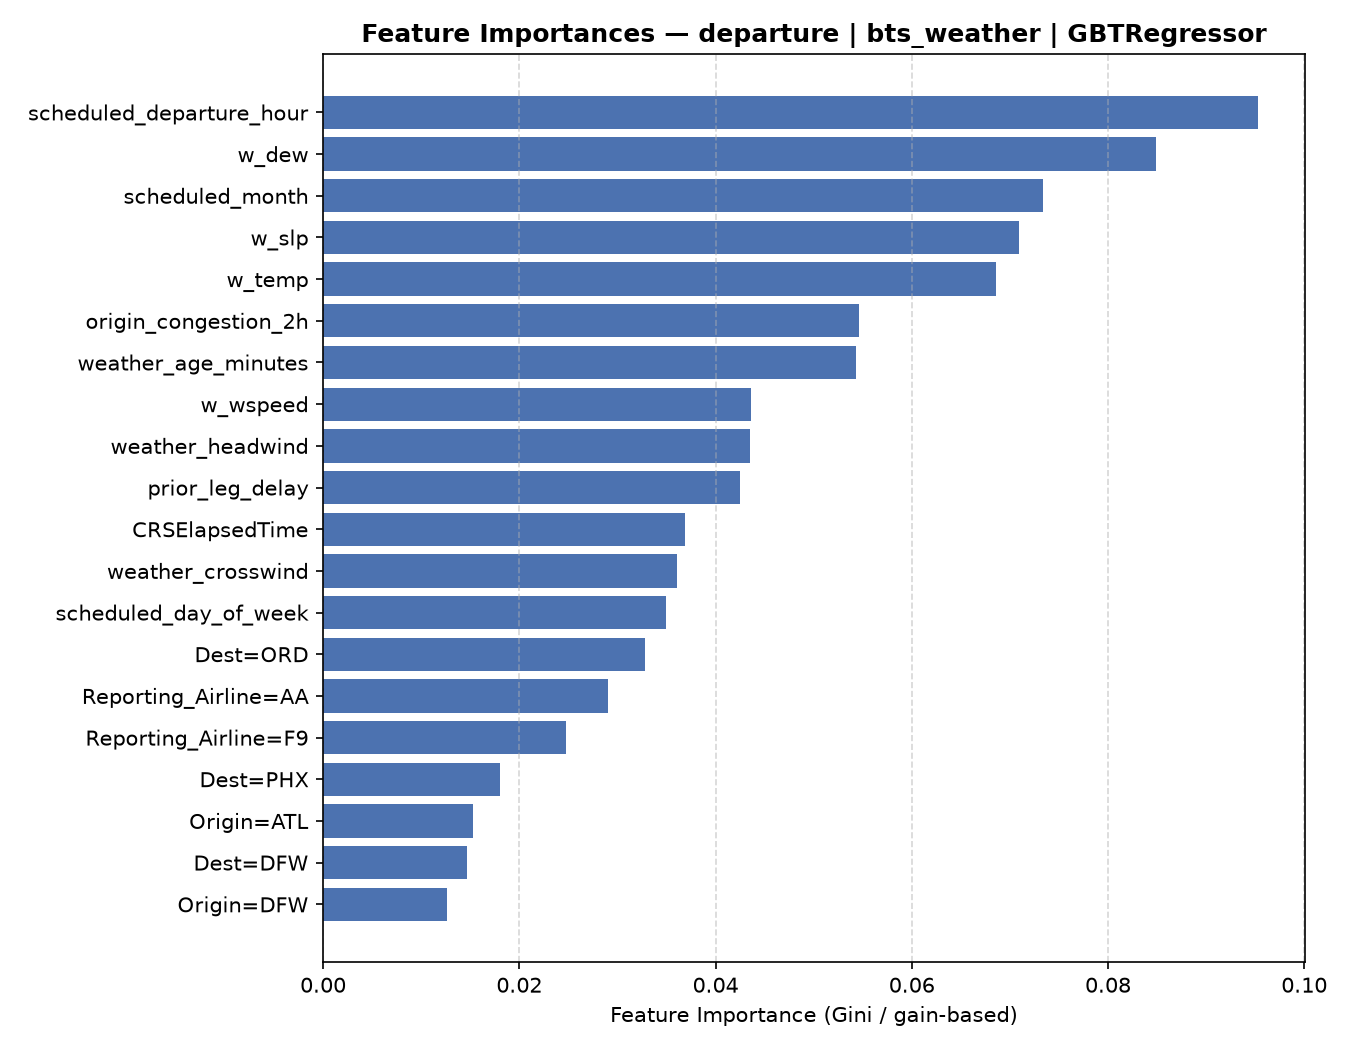 Feature Importances — departure | bts_weather | GBTRegressor
scheduled_departure_hour
w_dew
scheduled_month
w_slp
w_temp
origin_congestion_2h
weather_age_minutes
w_wspeed
weather_headwind
prior_leg_delay
CRSElapsedTime
weather_crosswind
scheduled_day_of_week
Dest=ORD
Reporting_Airline=AA
Reporting_Airline=F9
Dest=PHX
Origin=ATL
Dest=DFW
Origin=DFW
0.00 0.02 0.04 0.06 0.08 0.10
Feature Importance (Gini / gain-based)